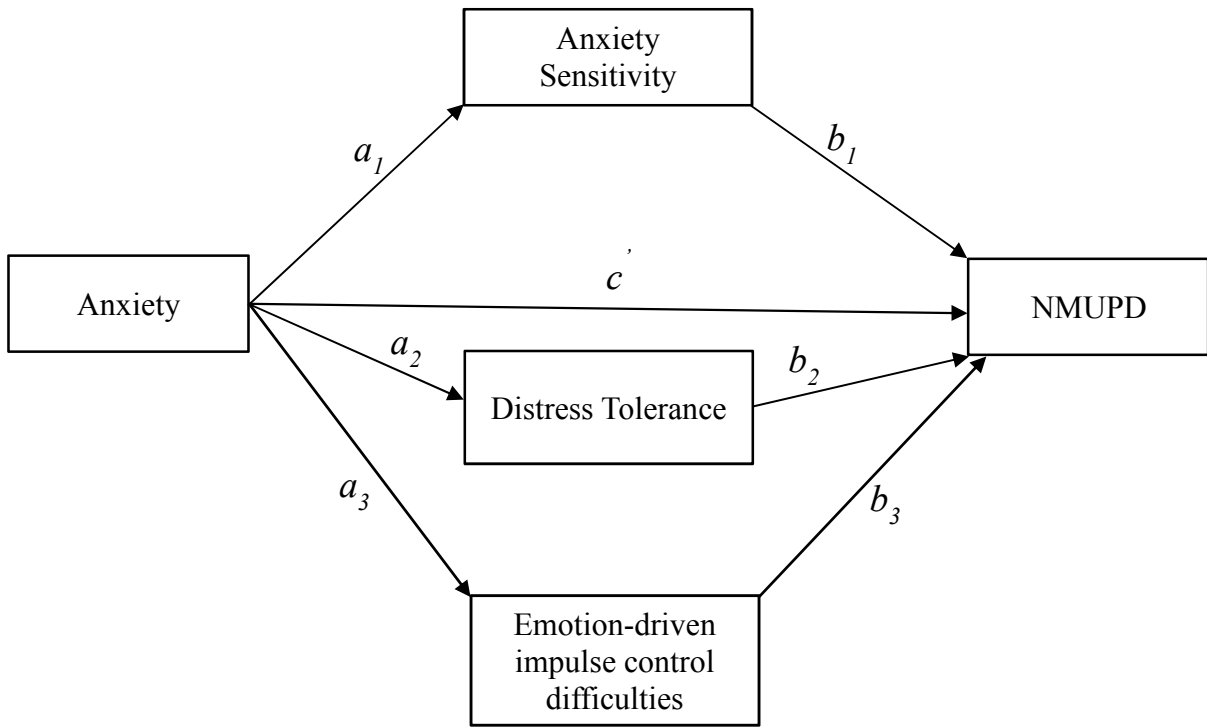 Anxiety
Sensitivity
a1
b1
c'
Anxiety
NMUPD
a2
b2
Distress Tolerance
a3
b3
Emotion-driven
impulse control
difficulties